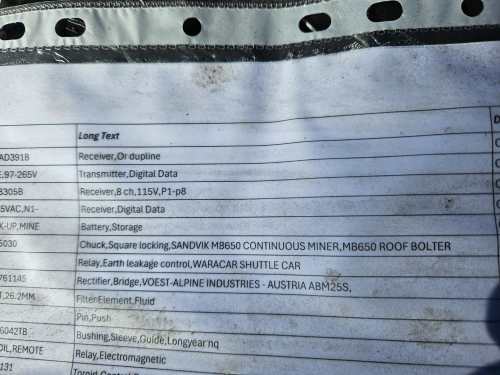 Long Text D
AD391B Receiver,Or dupline
,97-265V Transmitter,Digital Data
B305B Receiver,8 ch,115V,P1-p8
5VAC,N1- Receiver,Digital Data
K-UP,MINE Battery,Storage
5030 Chuck,Square locking,SANDVIK MB650 CONTINUOUS MINER,MB650 ROOF BOLTER
Relay,Earth leakage control,WARACAR SHUTTLE CAR
761145 Rectifier,Bridge,VOEST-ALPINE INDUSTRIES - AUSTRIA ABM25S,
,26.2MM Filter Element,Fluid
Pin,Push
6042TB Bushing,Sleeve,Guide,Longyear nq
OIL,REMOTE Relay,Electromagnetic
131